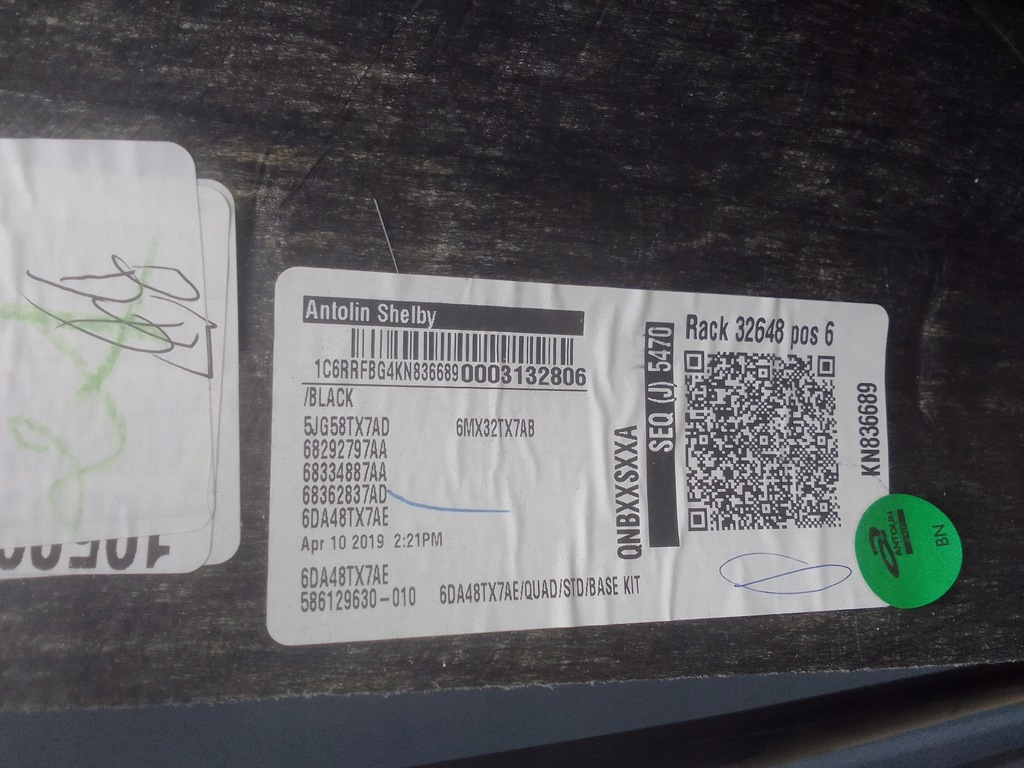 Antolin Shelby
1C6RRFBG4KN836689 0003132806
/BLACK
5JG58TX7AD 6MX32TX7AB
68292797AA
68334887AA
68362837AD
6DA48TX7AE
Apr 10 2019 2:21PM
6DA48TX7AE
586129630-010 6DA48TX7AE/QUAD/STD/BASE KIT
QNBXXSXXA
SEQ (J) 5470
Rack 32648 pos 6
KN836689
ANTOLIN
BN